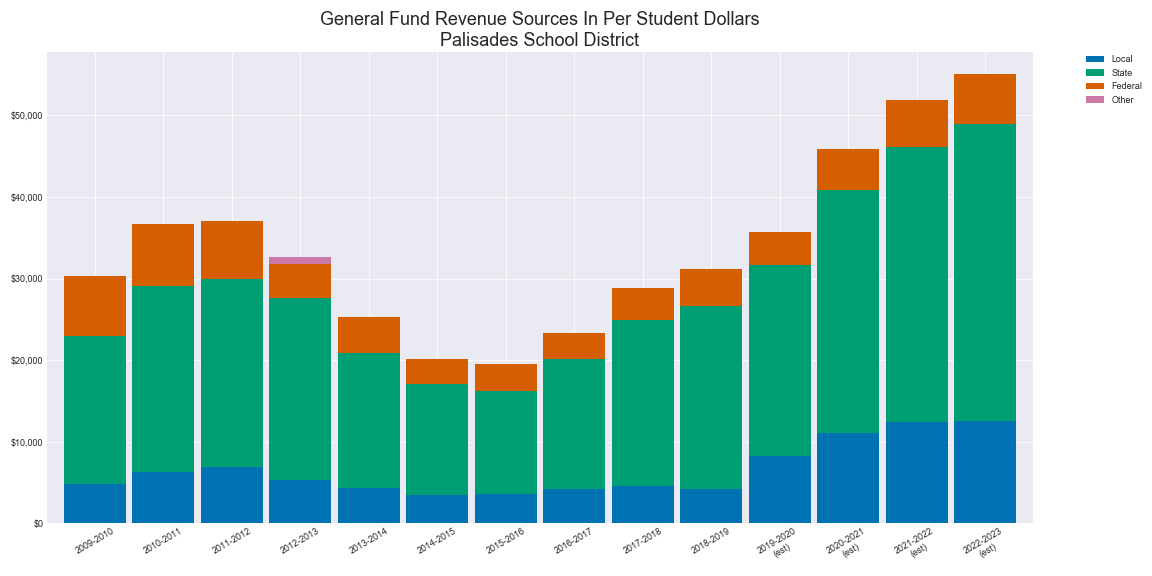 General Fund Revenue Sources In Per Student Dollars
Palisades School District
Local
State
Federal
Other
$50,000
$40,000
$30,000
$20,000
$10,000
$0
2009-2010
2010-2011
2011-2012
2012-2013
2013-2014
2014-2015
2015-2016
2016-2017
2017-2018
2018-2019
2019-2020
(est)
2020-2021
(est)
2021-2022
(est)
2022-2023
(est)